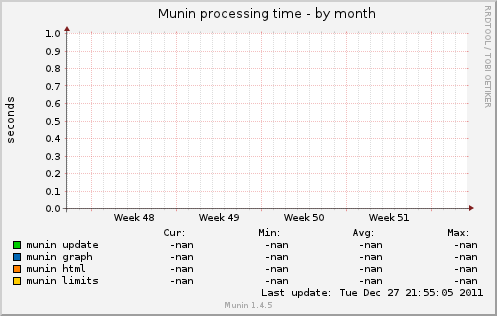 Munin processing time - by month
RRDTOOL / TOBI OETIKER
seconds
1.0
0.9
0.8
0.7
0.6
0.5
0.4
0.3
0.2
0.1
0.0
Week 48 Week 49 Week 50 Week 51
Cur: Min: Avg: Max:
munin update -nan -nan -nan -nan
munin graph -nan -nan -nan -nan
munin html -nan -nan -nan -nan
munin limits -nan -nan -nan -nan
Last update: Tue Dec 27 21:55:05 2011
Munin 1.4.5